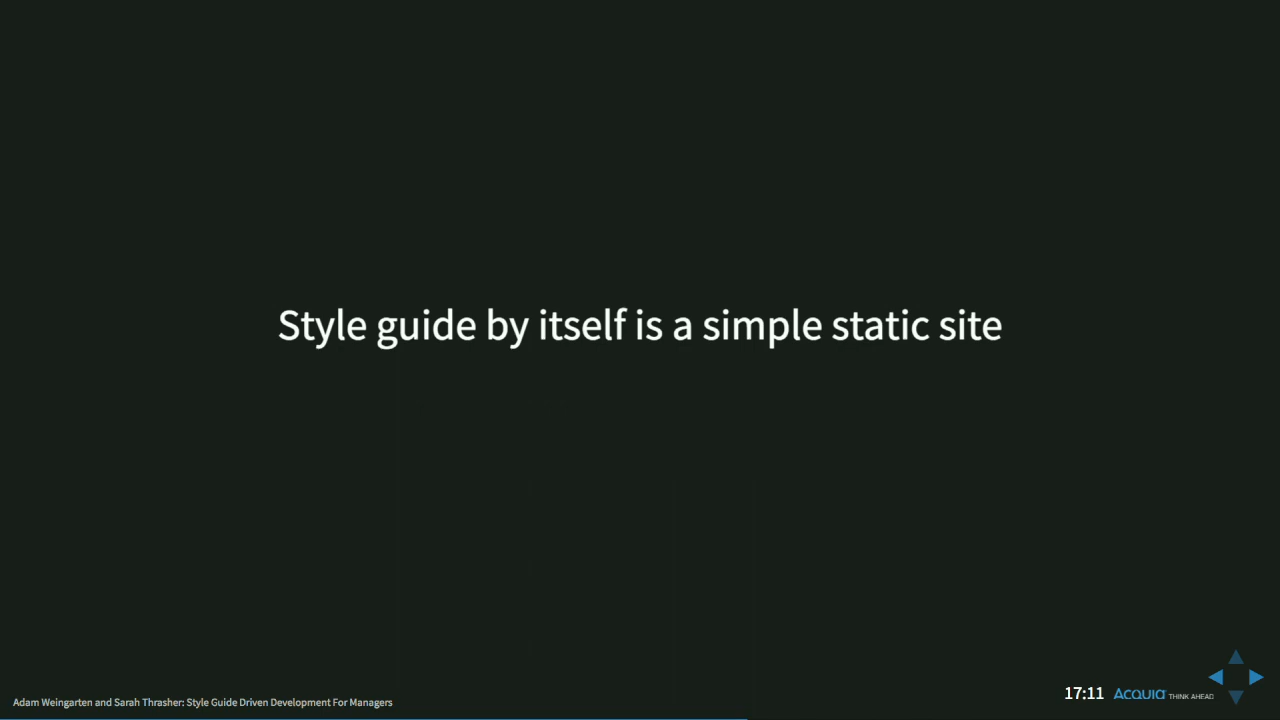 Style guide by itself is a simple static site
Adam Weingarten and Sarah Thrasher: Style Guide Driven Development For Managers
17:11 Acquia THINK AHEAD